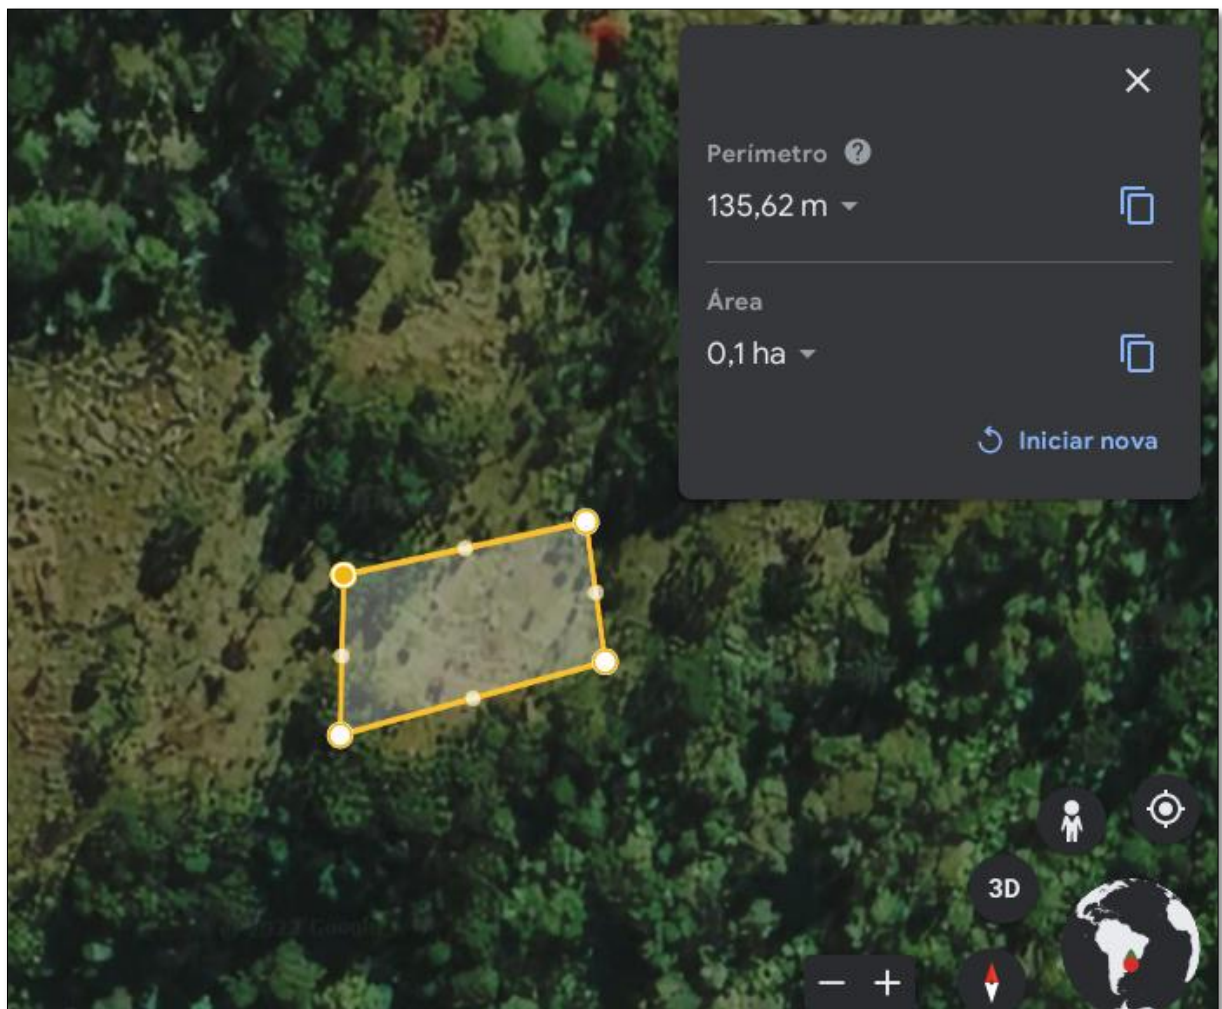 Perímetro
135,62 m
Área
0,1 ha
Iniciar nova
3D